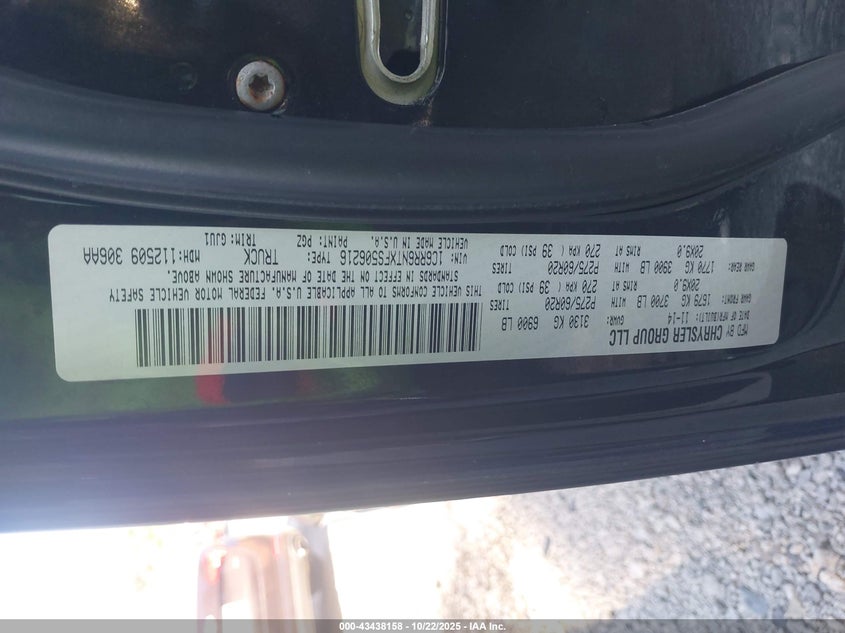 MFD BY CHRYSLER GROUP LLC
DATE OF MFR(BUILT): 11-14 GVWR: 3130 KG 6900 LB
GAWR FRONT: 1679 KG 3700 LB WITH P275/60R20 TIRES
20X9.0 RIMS AT 270 KPA ( 39 PSI) COLD
GAWR REAR: 1770 KG 3900 LB WITH P275/60R20 TIRES
20X9.0 RIMS AT 270 KPA ( 39 PSI) COLD
THIS VEHICLE CONFORMS TO ALL APPLICABLE U.S.A. FEDERAL MOTOR VEHICLE SAFETY
STANDARDS IN EFFECT ON THE DATE OF MANUFACTURE SHOWN ABOVE.
VIN: 1C6RR6NTXFS506216 TYPE: TRUCK MDH:112509 306AA
VEHICLE MADE IN U.S.A. PAINT: PGZ TRIM: GJU1
000-43438158 - 10/22/2025 - IAA Inc.